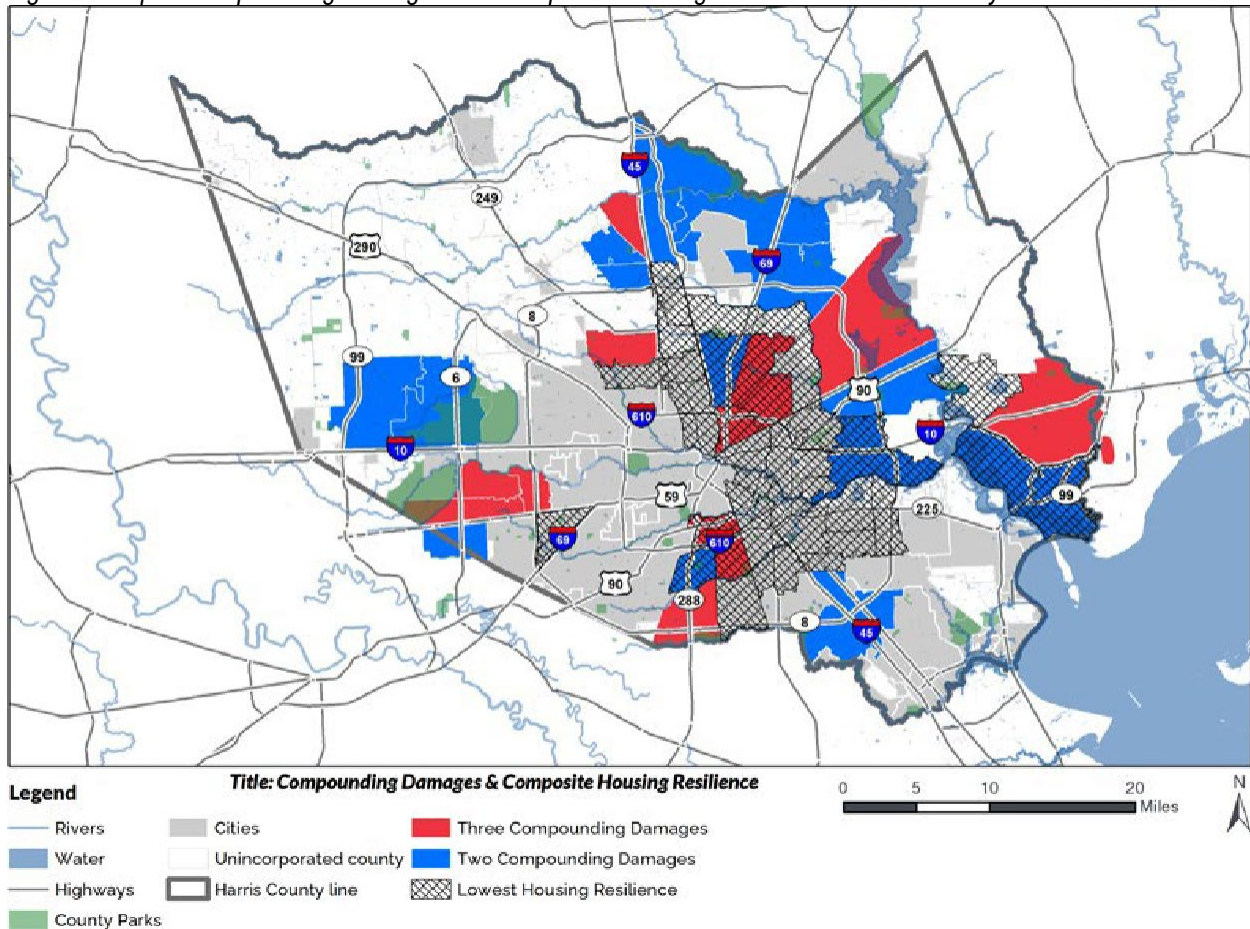 45
249
290
69
8
99
6
90
610
10
10
59
99
225
69
610
90
288
8
45
Title: Compounding Damages & Composite Housing Resilience
Legend
Rivers
Water
Highways
County Parks
Cities
Unincorporated county
Harris County line
Three Compounding Damages
Two Compounding Damages
Lowest Housing Resilience
0 5 10 20
Miles
N